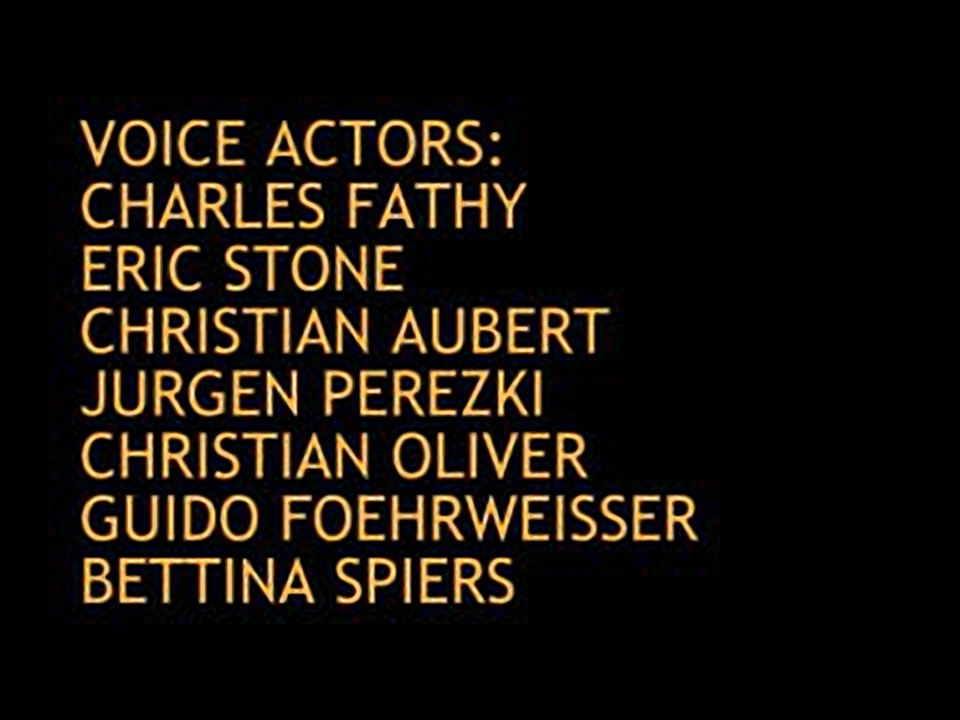 VOICE ACTORS:
CHARLES FATHY
ERIC STONE
CHRISTIAN AUBERT
JURGEN PEREZKI
CHRISTIAN OLIVER
GUIDO FOEHRWEISSER
BETTINA SPIERS